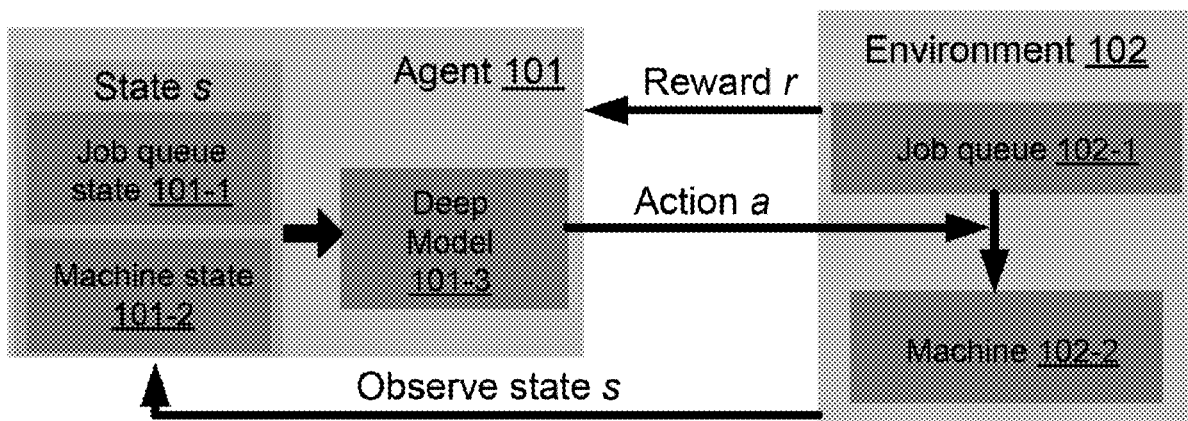 Agent 101
State s
Job queue
state 101-1
Machine state
101-2
Deep
Model
101-3
Reward r
Action a
Observe state s
Environment 102
Job queue 102-1
Machine 102-2